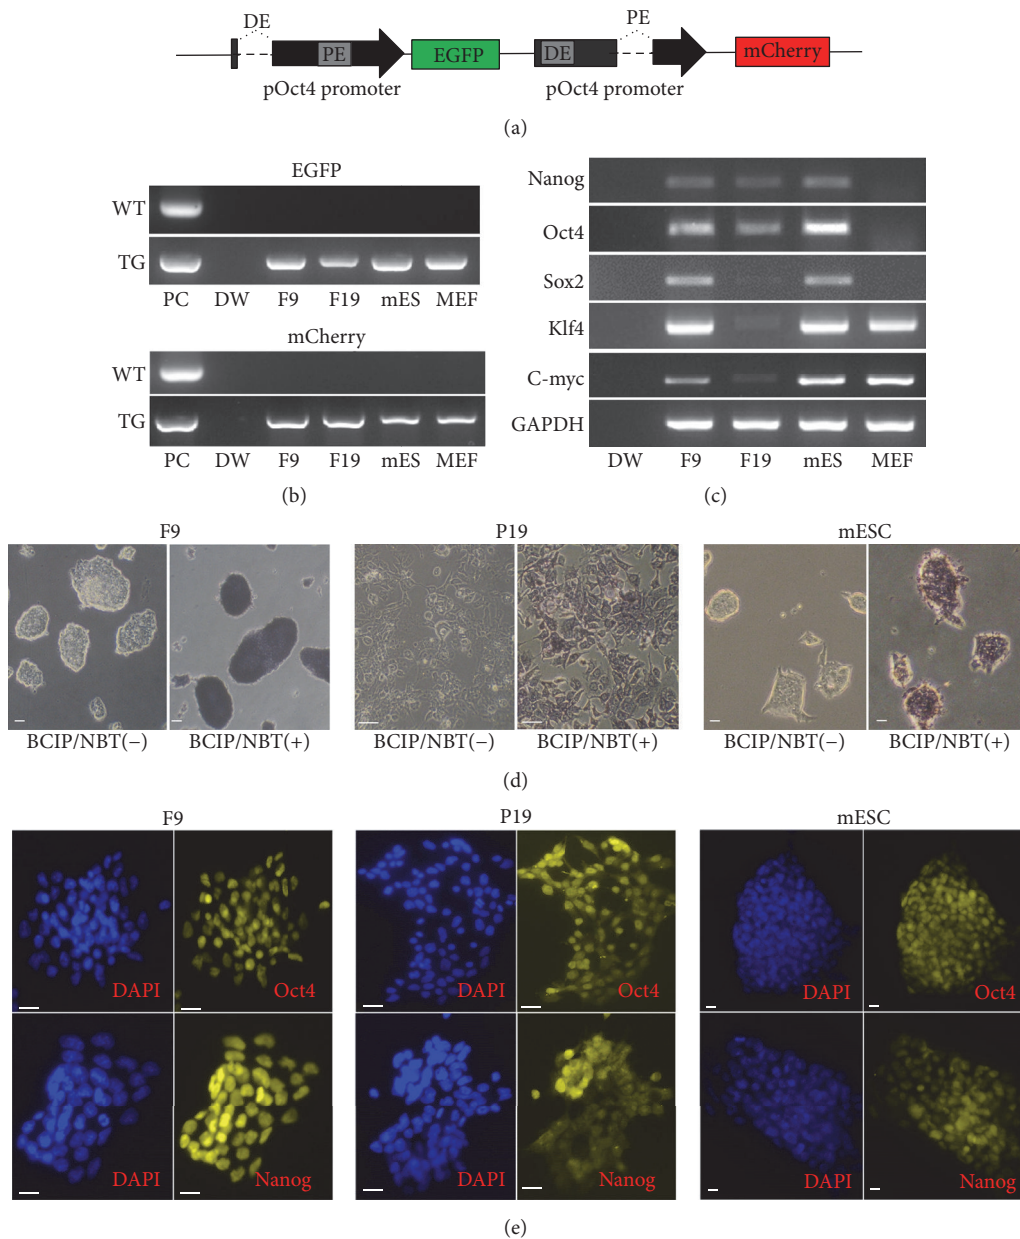 DE
PE
PE
EGFP
DE
mCherry
pOct4 promoter
pOct4 promoter
(a)
EGFP
WT
TG
PC DW F9 F19 mES MEF
mCherry
WT
TG
PC DW F9 F19 mES MEF
(b)
Nanog
Oct4
Sox2
Klf4
C-myc
GAPDH
DW F9 F19 mES MEF
(c)
F9
P19
mESC
BCIP/NBT(−)
BCIP/NBT(+)
BCIP/NBT(−)
BCIP/NBT(+)
BCIP/NBT(−)
BCIP/NBT(+)
(d)
F9
P19
mESC
DAPI
Oct4
DAPI
Oct4
DAPI
Oct4
DAPI
Nanog
DAPI
Nanog
DAPI
Nanog
(e)